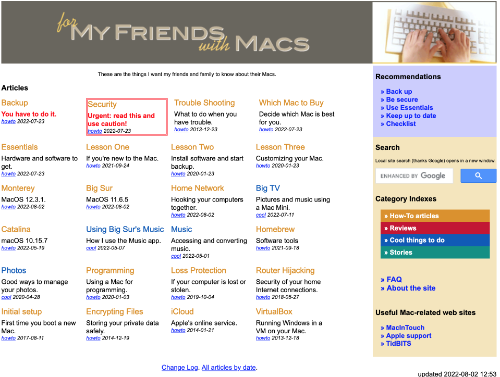 for MY FRIENDS
with MACS
These are the things I want my friends and family to know about their Macs.
Articles
Backup
You have to do it.
howto 2022-07-23
Security
Urgent: read this and
use caution!
howto 2022-07-23
Trouble Shooting
What to do when you
have trouble.
howto 2013-12-23
Which Mac to Buy
Decide which Mac is best
for you.
howto 2022-07-23
Essentials
Hardware and software to
get.
howto 2022-07-23
Lesson One
If you're new to the Mac.
howto 2021-09-24
Lesson Two
Install software and start
backup.
howto 2020-01-23
Lesson Three
Customizing your Mac.
howto 2020-01-23
Monterey
MacOS 12.3.1.
howto 2022-08-02
Big Sur
MacOS 11.6.5
howto 2022-08-02
Home Network
Hooking your computers
together.
howto 2022-08-02
Big TV
Pictures and music using
a Mac Mini.
cool 2022-07-11
Catalina
macOS 10.15.7
howto 2022-05-19
Using Big Sur's Music
How I use the Music app.
cool 2022-05-07
Music
Accessing and converting
music.
cool 2022-05-01
Homebrew
Software tools
howto 2021-09-18
Photos
Good ways to manage
your photos.
cool 2020-04-28
Programming
Using a Mac for
programming.
howto 2020-01-03
Loss Protection
If your computer is lost or
stolen.
howto 2019-10-04
Router Hijacking
Security of your home
Internet connections.
howto 2018-05-27
Initial setup
First time you boot a new
Mac.
howto 2017-08-11
Encrypting Files
Storing your private data
safely.
howto 2014-12-19
iCloud
Apple's online service.
howto 2014-01-21
VirtualBox
Running Windows in a
VM on your Mac.
howto 2013-12-18
Change Log. All articles by date.
Recommendations
» Back up
» Be secure
» Use Essentials
» Keep up to date
» Checklist
Search
Local site search (thanks Google) opens in a new window
ENHANCED BY Google
Category Indexes
» How-To articles
» Reviews
» Cool things to do
» Stories
» FAQ
» About the site
Useful Mac-related web sites
» MacInTouch
» Apple support
» TidBITS
updated 2022-08-02 12:53